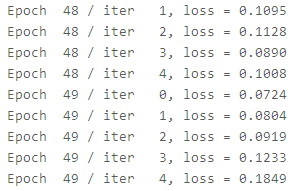 Epoch  48 / iter   1, loss = 0.1095
Epoch  48 / iter   2, loss = 0.1128
Epoch  48 / iter   3, loss = 0.0890
Epoch  48 / iter   4, loss = 0.1008
Epoch  49 / iter   0, loss = 0.0724
Epoch  49 / iter   1, loss = 0.0804
Epoch  49 / iter   2, loss = 0.0919
Epoch  49 / iter   3, loss = 0.1233
Epoch  49 / iter   4, loss = 0.1849